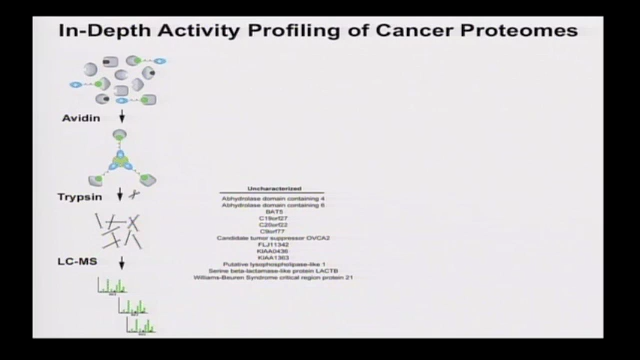 In-Depth Activity Profiling of Cancer Proteomes
Avidin
Trypsin
LC-MS
Uncharacterized
Abhydrolase domain containing 4
Abhydrolase domain containing 6
BAT5
C19orf27
C20orf22
C9orf77
Candidate tumor suppressor OVCA2
FLJ11342
KIAA0436
KIAA1363
Putative lysophospholipase-like 1
Serine beta-lactamase-like protein LACTB
Williams-Beuren Syndrome critical region protein 21